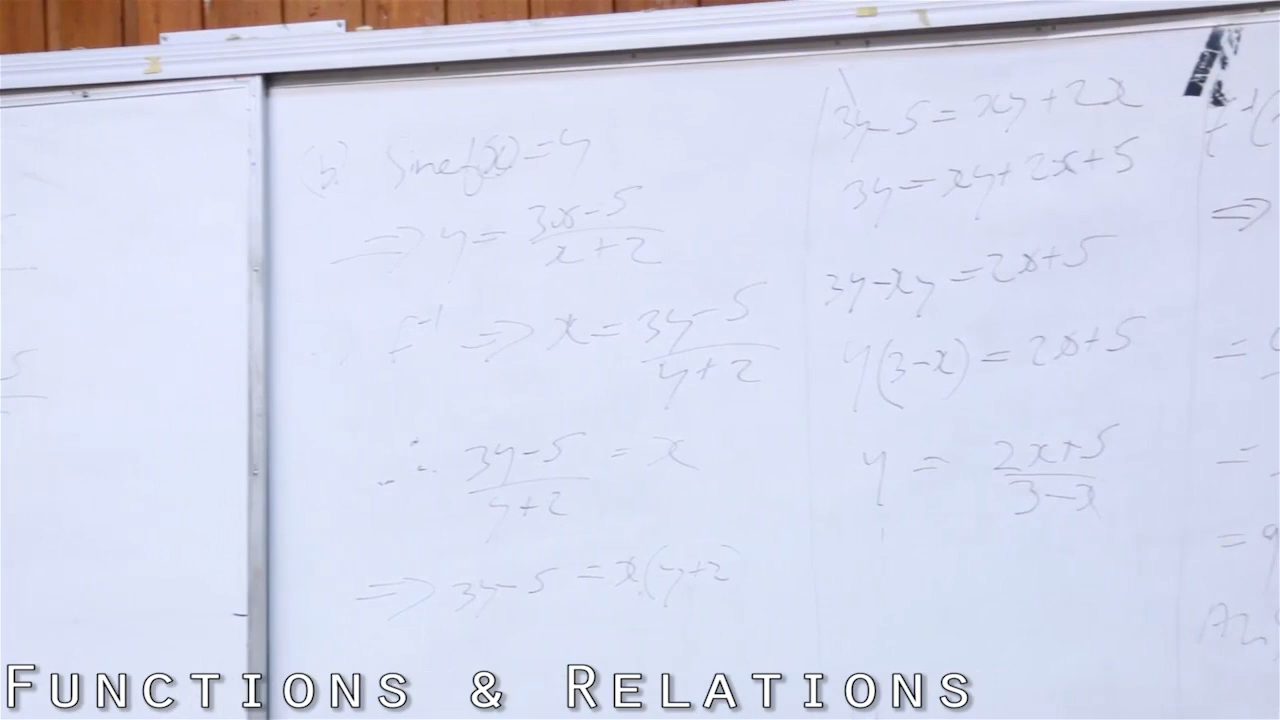 (b) Since f(x) = y
⇒ y = (3x-5)/(x+2)
f⁻¹ ⇒ x = (3y-5)/(y+2)
∴ (3y-5)/(y+2) = x
⇒ 3y-5 = x(y+2)
3y-5 = xy+2x
3y = xy+2x+5
3y-xy = 2x+5
y(3-x) = 2x+5
y = (2x+5)/(3-x)
⇒
=
=
=
FUNCTIONS & RELATIONS